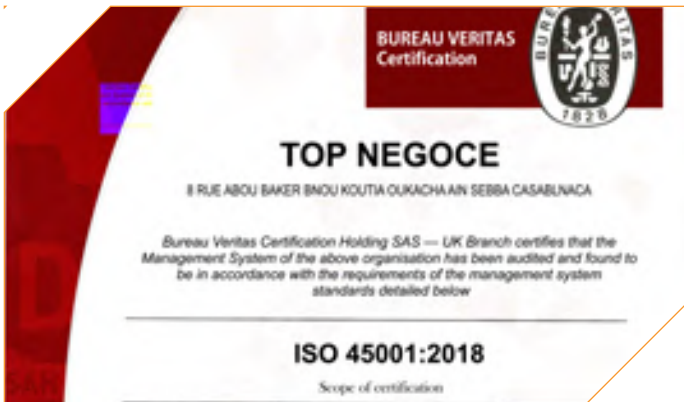 BUREAU VERITAS
Certification
BUREAU VERITAS
1828
TOP NEGOCE
8 RUE ABOU BAKER BNOU KOUTIA OUKACHA AIN SEBBA CASABLNACA
Bureau Veritas Certification Holding SAS — UK Branch certifies that the
Management System of the above organisation has been audited and found to
be in accordance with the requirements of the management system
standards detailed below
ISO 45001:2018
Scope of certification